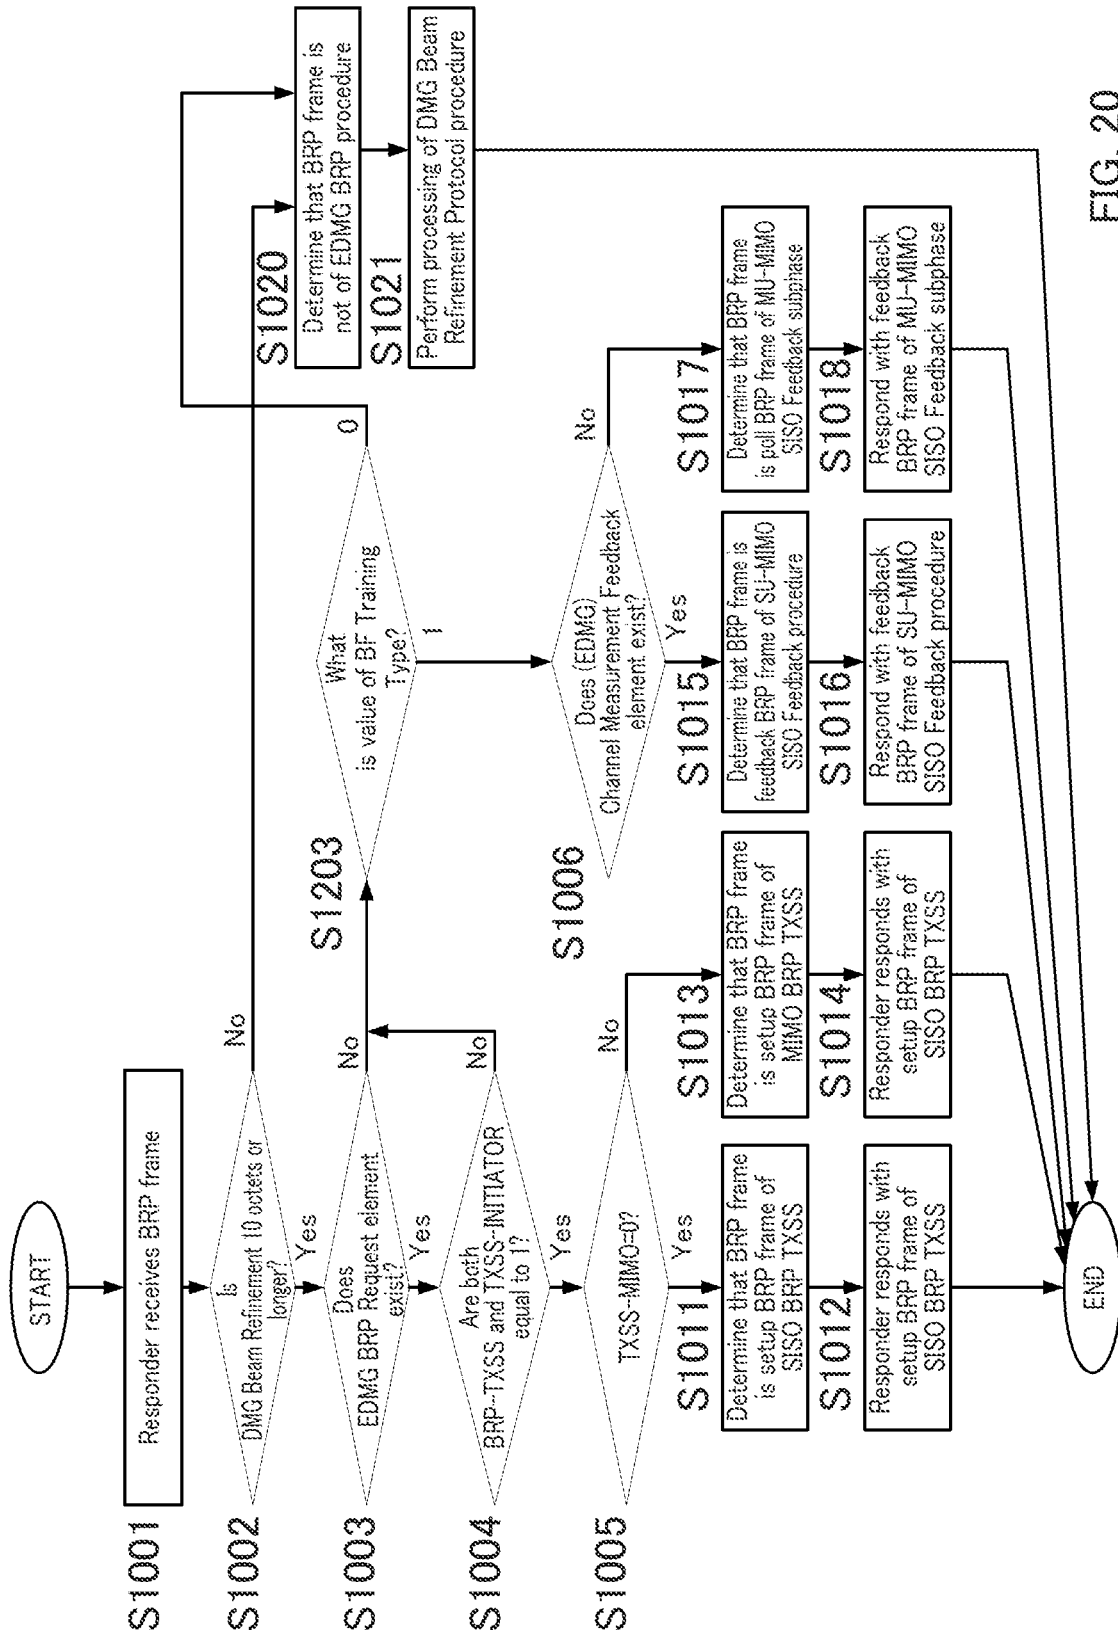 START
S1001
Responder receives BRP frame
S1002
Is
DMG Beam Refinement 10 octets or
longer?
No
Yes
S1003
Does
EDMG BRP Request element
exist?
No
Yes
S1004
Are both
BRP-TXSS and TXSS-INITIATOR
equal to 1?
No
Yes
S1005
TXSS-MIMO=0?
No
Yes
S1203
What
is value of BF Training
Type?
0
1
S1006
Does (EDMG)
Channel Measurement Feedback
element exist?
No
Yes
S1020
Determine that BRP frame is
not of EDMG BRP procedure
S1021
Perform processing of DMG Beam
Refinement Protocol procedure
S1011
Determine that BRP frame
is setup BRP frame of
SISO BRP TXSS
S1012
Responder responds with
setup BRP frame of
SISO BRP TXSS
S1013
Determine that BRP frame
is setup BRP frame of
MIMO BRP TXSS
S1014
Responder responds with
setup BRP frame of
SISO BRP TXSS
S1015
Determine that BRP frame is
feedback BRP frame of SU-MIMO
SISO Feedback procedure
S1016
Respond with feedback
BRP frame of SU-MIMO
SISO Feedback procedure
S1017
Determine that BRP frame
is poll BRP frame of MU-MIMO
SISO Feedback subphase
S1018
Respond with feedback
BRP frame of MU-MIMO
SISO Feedback subphase
END
FIG. 20